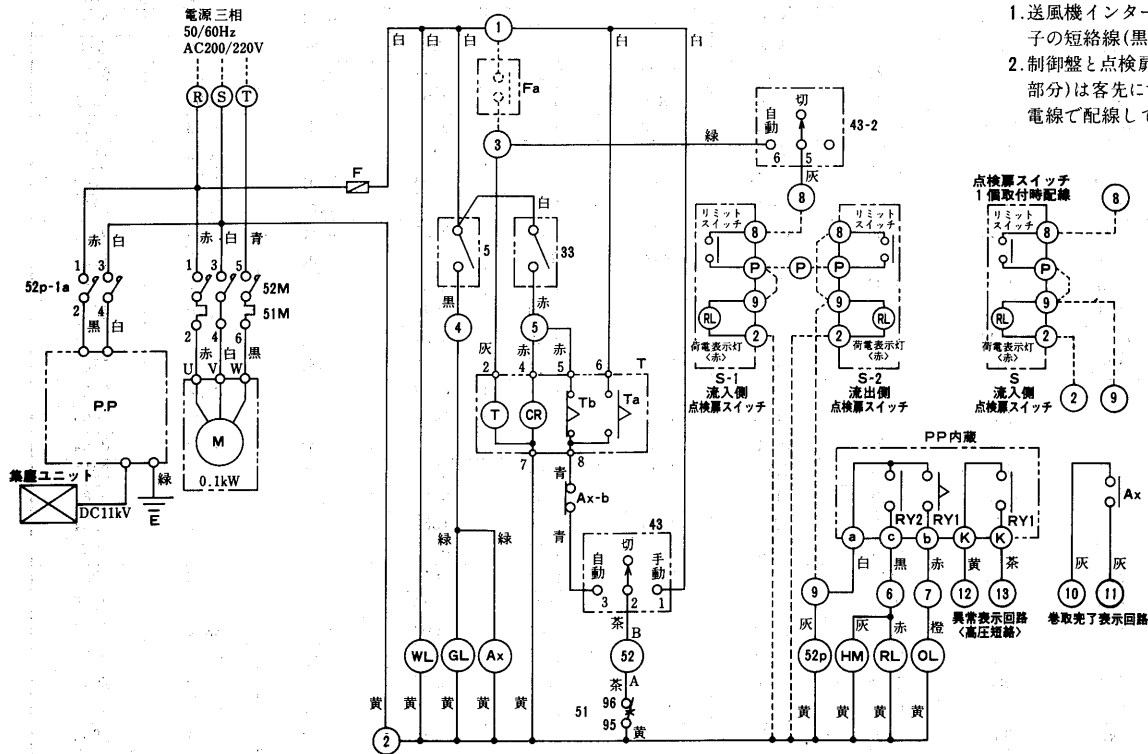 電源 三相
50/60Hz
AC200/220V
R S T
F
赤 白 赤 白 青
1 3 1 3 5
52p-1a
52M
51M
2 4 2 4 6
黒 白 赤 白 黒
U V W
P.P
M
0.1kW
集塵ユニット
DC11kV
緑
E
白 白 白 1 白 白
Fa
3
緑
白
5
33
黒 赤
4 5
灰 赤 赤
2 4 5 6 T
T CR Tb Ta
7 8
青
Ax-b
青
緑 緑
43
切
自動 手動
3 2 1
茶 B
52
茶 A
51 96
95 黄
WL GL Ax
黄 黄 黄 黄 黄
2
切
自動
43-2
6 5
灰
8
リミットスイッチ
8
P
9
RL
2
荷電表示灯
<赤>
S-1
流入側
点検扉スイッチ
P
8
リミットスイッチ
P
9
RL
2
荷電表示灯
<赤>
S-2
流出側
点検扉スイッチ
点検扉スイッチ
1個取付時配線
リミットスイッチ
8
8
P
9
RL
2
荷電表示灯
<赤>
S
流入側
点検扉スイッチ
2 9
PP内蔵
RY2 RY1 RY1
a c b K K
白 黒 赤 黄 茶
9 6 7 12 13
異常表示回路
<高圧短絡>
灰 灰 赤 橙
52p HM RL OL
黄 黄 黄 黄
Ax
灰 灰
10 11
巻取完了表示回路
1.送風機インター
子の短絡線(黒
2.制御盤と点検扉
部分)は客先に
電線で配線して